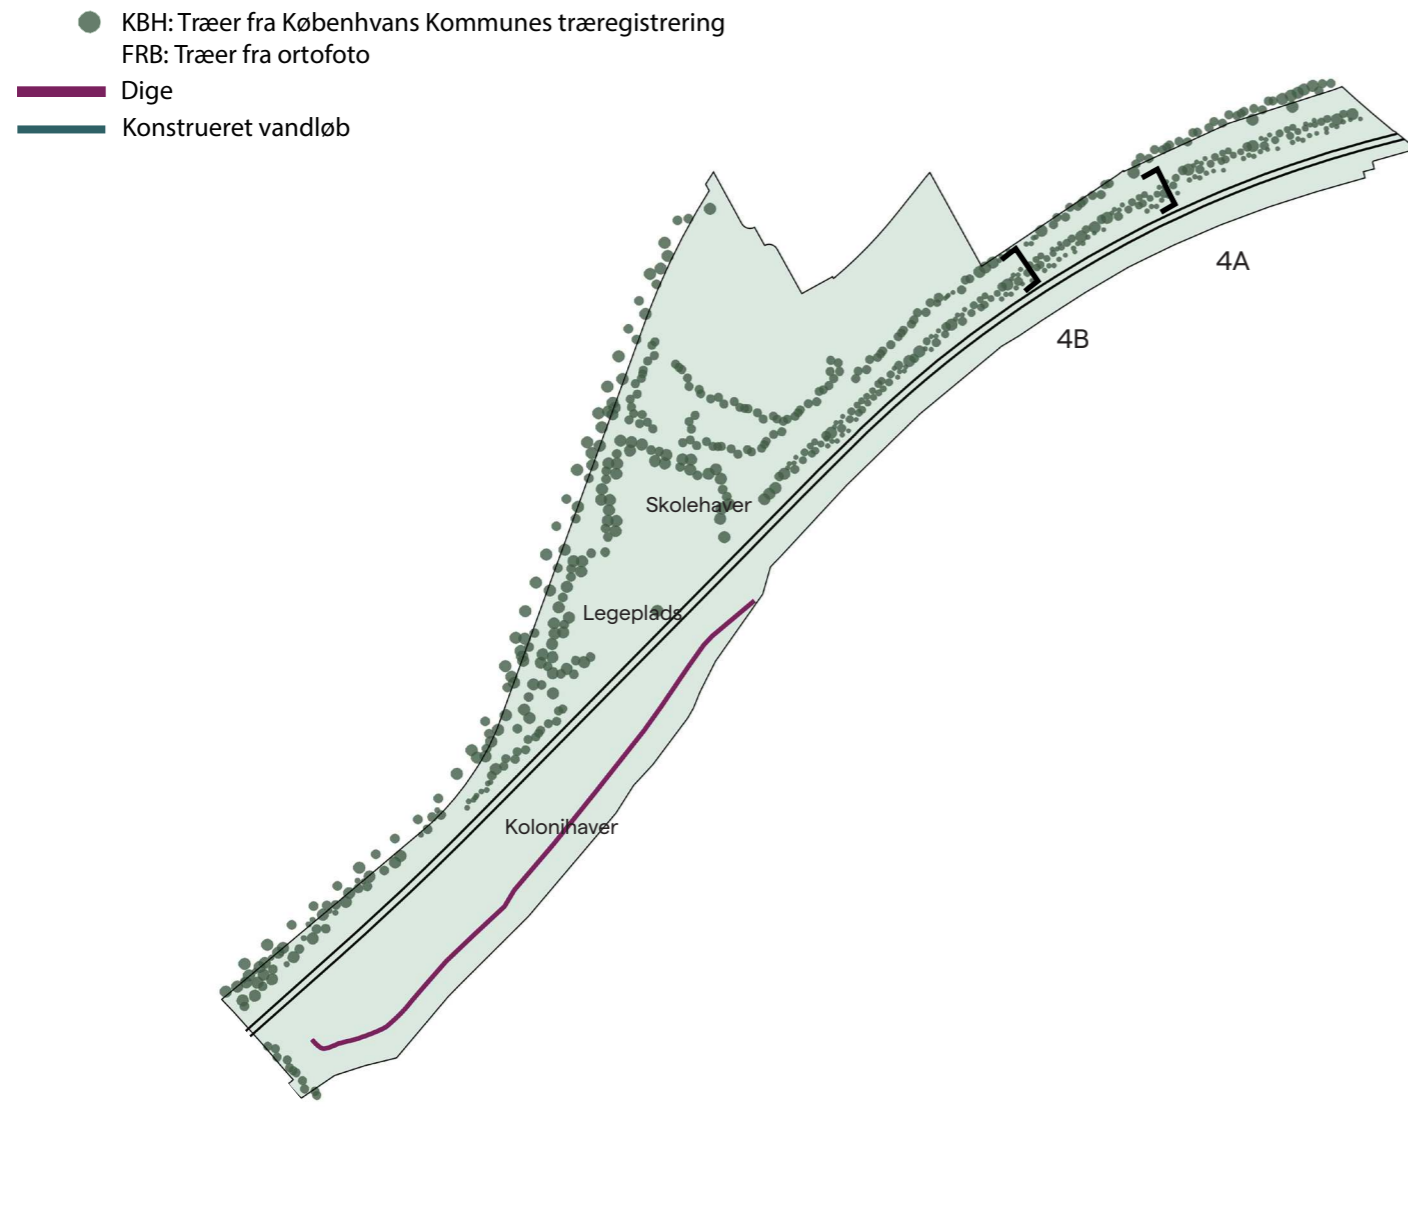 KBH: Træer fra Københvans Kommunes træregistrering
FRB: Træer fra ortofoto
Dige
Konstrueret vandløb
4A
4B
Skolehaver
Legeplads
Kolonihaver